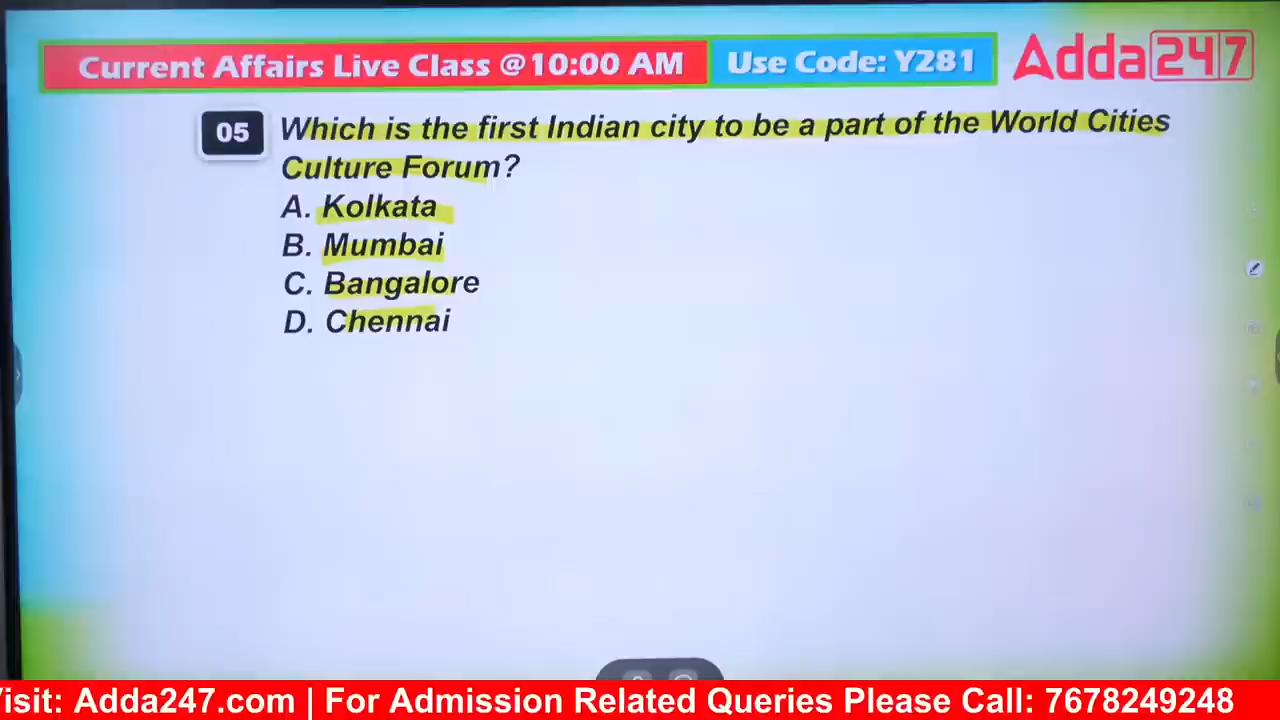 Current Affairs Live Class @10:00 AM
Use Code: Y281
Adda247
05
Which is the first Indian city to be a part of the World Cities
Culture Forum?
A. Kolkata
B. Mumbai
C. Bangalore
D. Chennai
Visit: Adda247.com | For Admission Related Queries Please Call: 7678249248